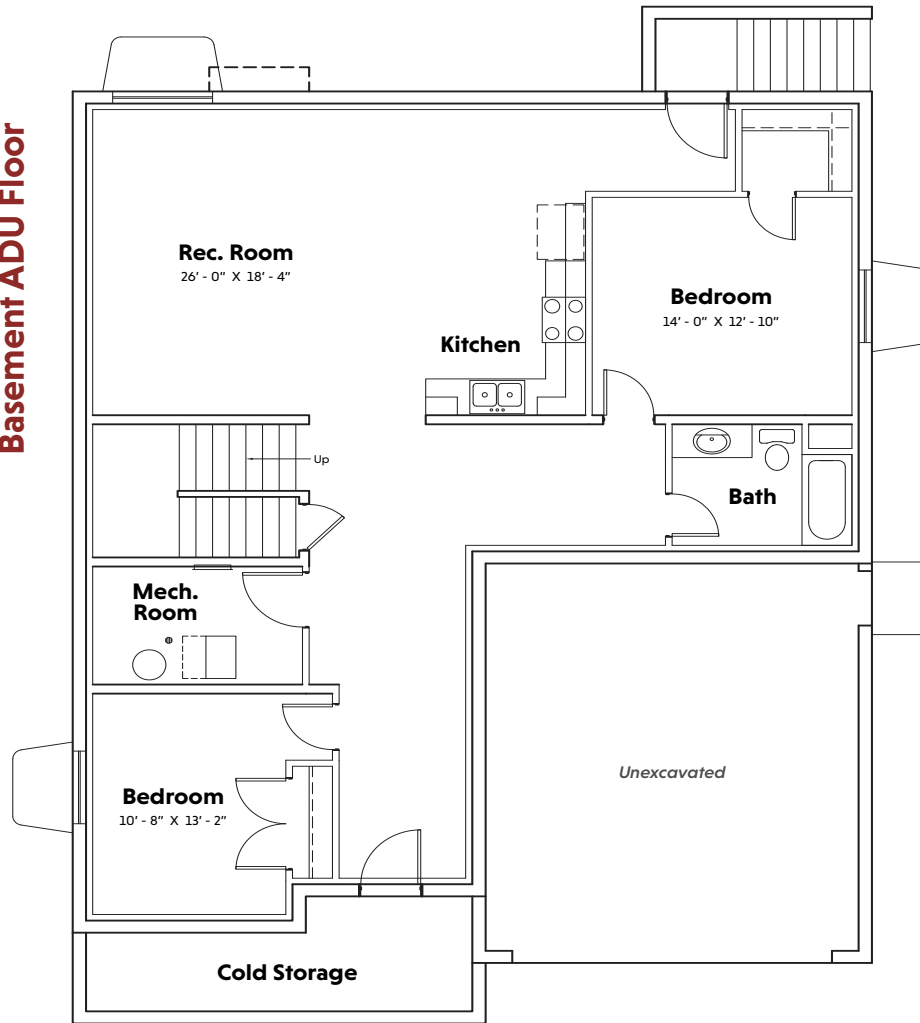 Basement ADU Floor
Rec. Room
26' - 0" X 18' - 4"
Bedroom
14' - 0" X 12' - 10"
Kitchen
Up
Bath
Mech.
Room
Unexcavated
Bedroom
10' - 8" X 13' - 2"
Cold Storage